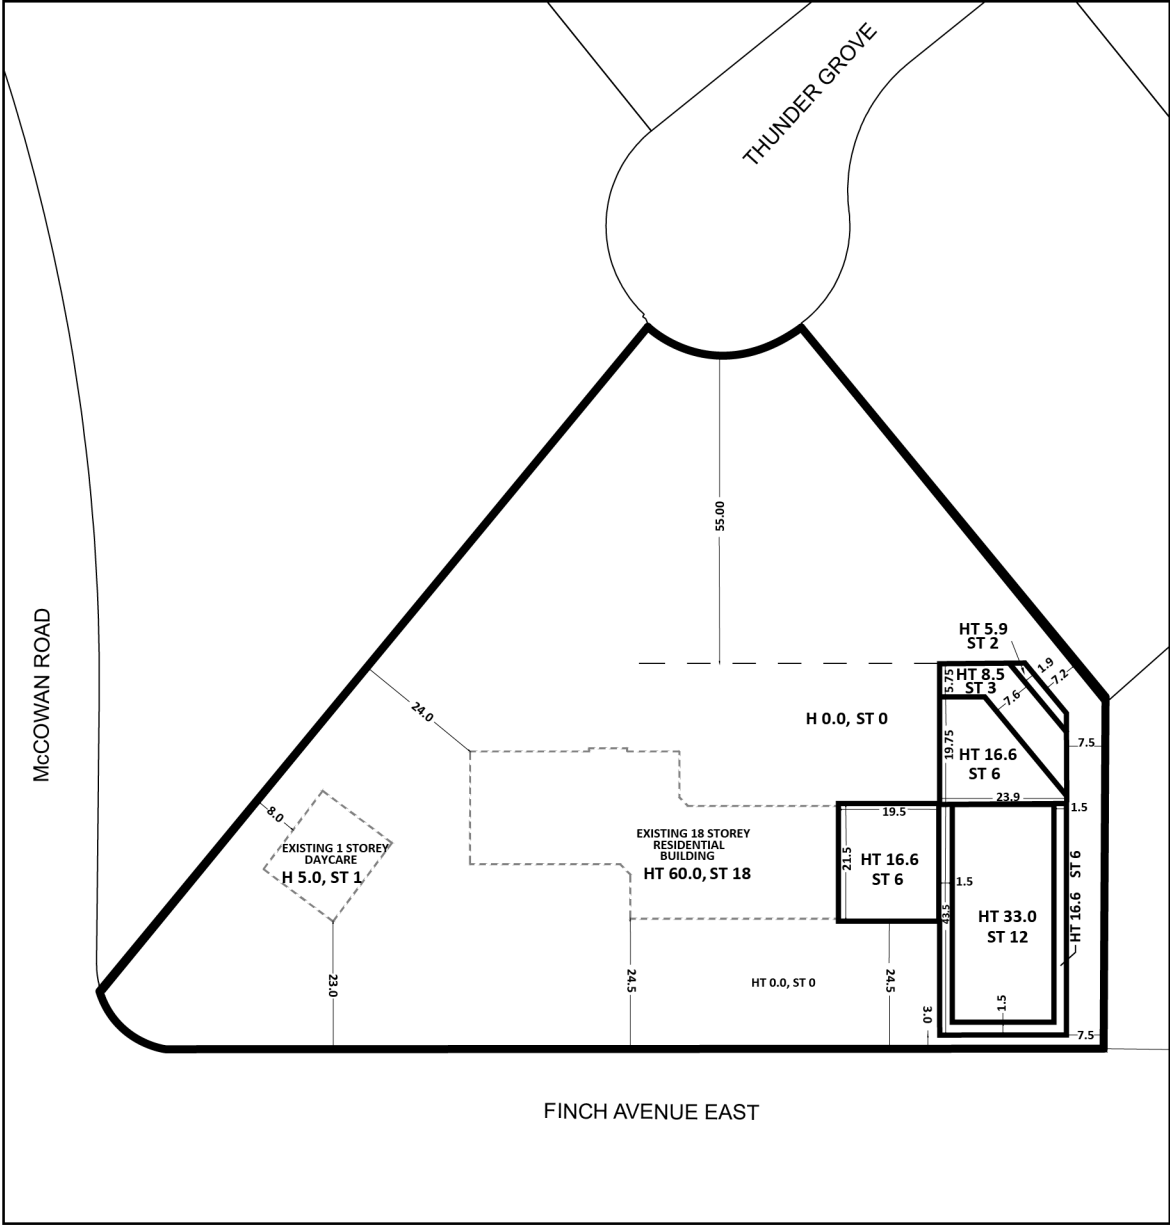 THUNDER GROVE
55.00
McCOWAN ROAD
HT 5.9
ST 2
1.9
7.2
5.75
HT 8.5
ST 3
7.6
24.0
H 0.0, ST 0
19.75
7.5
HT 16.6
ST 6
23.9
1.5
8.0
19.5
EXISTING 1 STOREY
DAYCARE
H 5.0, ST 1
EXISTING 18 STOREY
RESIDENTIAL
BUILDING
HT 60.0, ST 18
21.5
HT 16.6
ST 6
1.5
43.5
HT 33.0
ST 12
HT 16.6 ST 6
23.0
24.5
HT 0.0, ST 0
24.5
3.0
1.5
7.5
FINCH AVENUE EAST